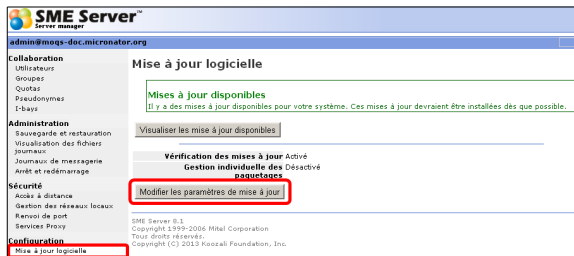 SME Server™
Server manager
admin@moqs-doc.micronator.org
Collaboration
Utilisateurs
Groupes
Quotas
Pseudonymes
I-bays
Administration
Sauvegarde et restauration
Visualisation des fichiers
journaux
Journaux de messagerie
Arrêt et redémarrage
Sécurité
Accès à distance
Gestion des réseaux locaux
Renvoi de port
Services Proxy
Configuration
Mise à jour logicielle
Mise à jour logicielle
Mises à jour disponibles
Il y a des mises à jour disponibles pour votre système. Ces mises à jour devraient être installées dès que possible.
Visualiser les mise à jour disponibles
Vérification des mises à jour Activé
Gestion individuelle des Désactivé
paquetages
Modifier les paramètres de mise à jour
SME Server 8.1
Copyright 1999-2006 Mitel Corporation
Tous droits réservés.
Copyright (C) 2013 Koozali Foundation, Inc.